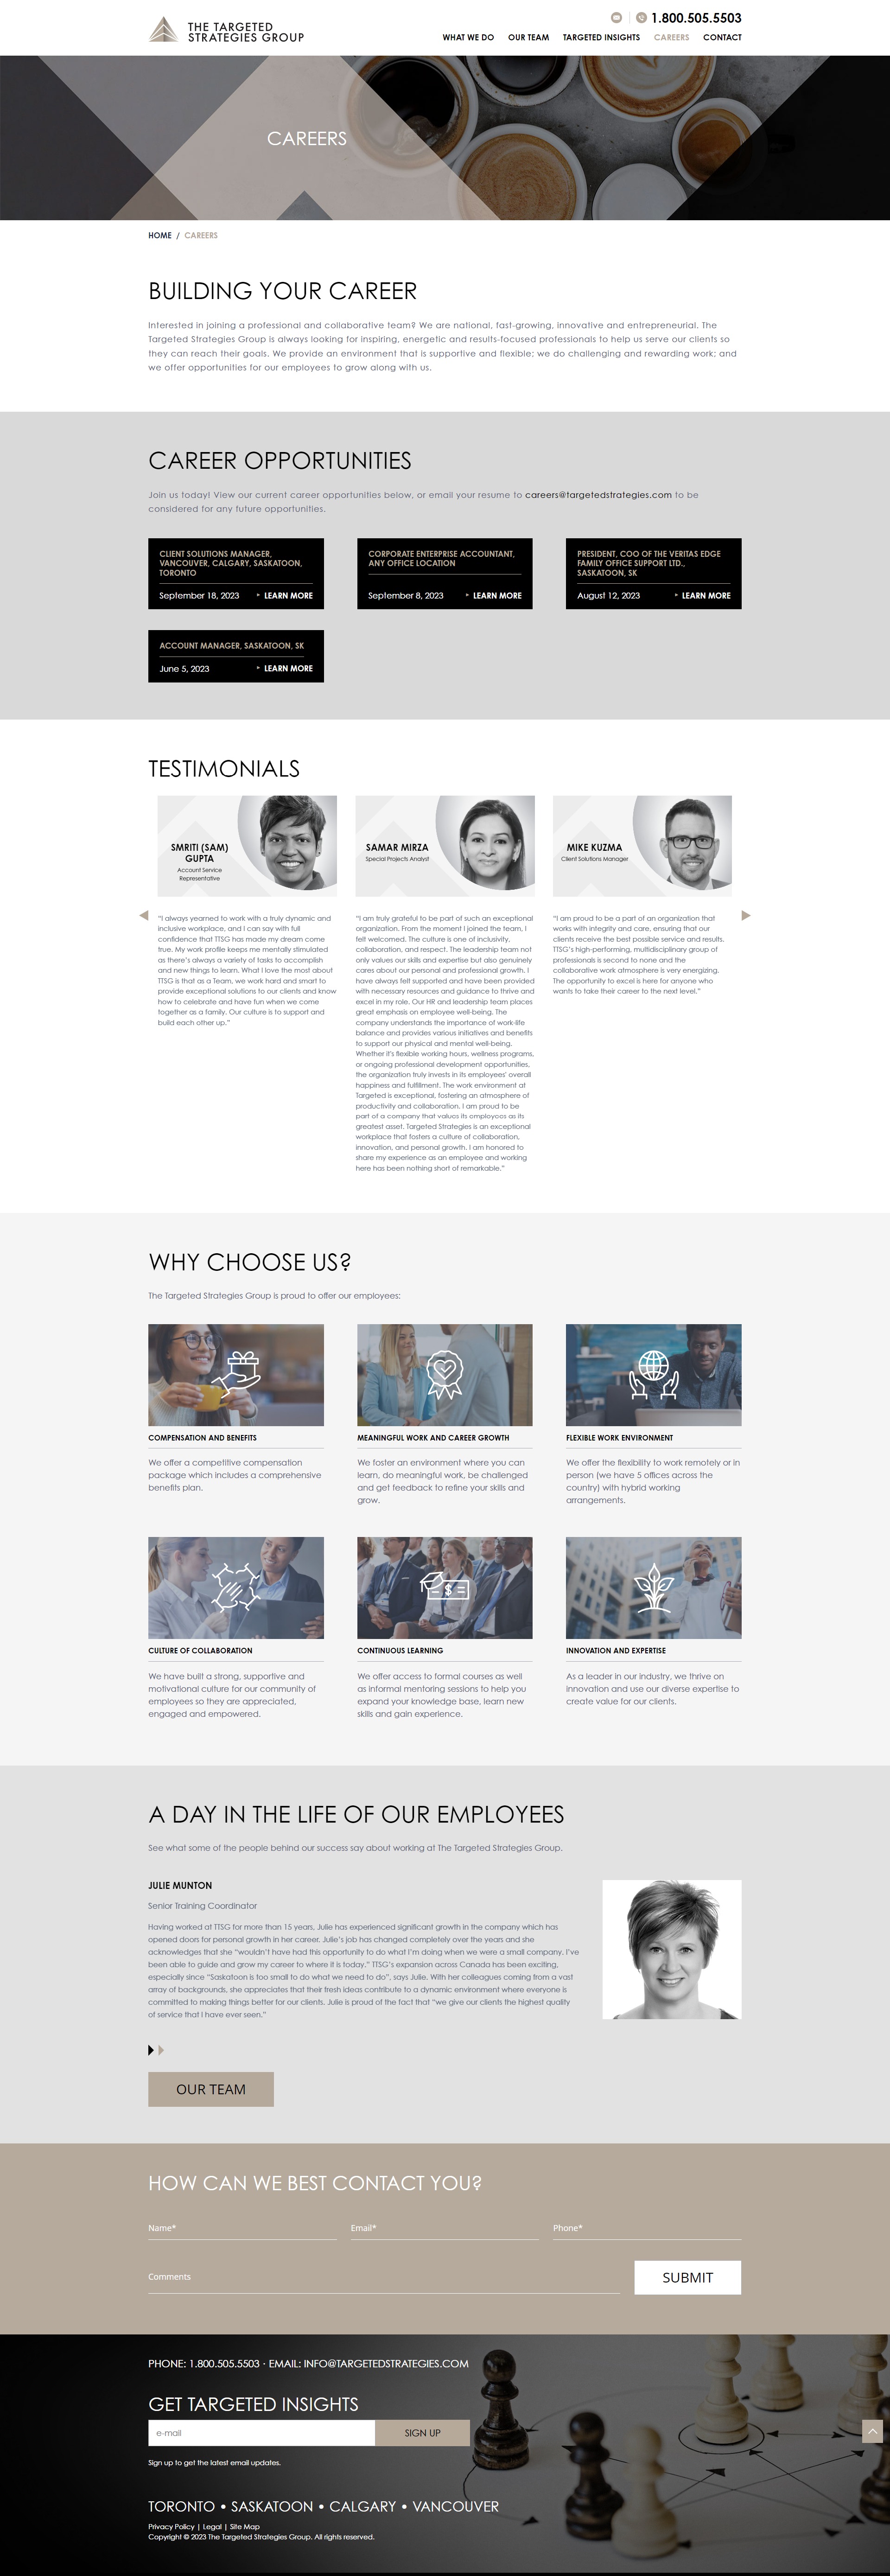 THE TARGETED
STRATEGIES GROUP
1.800.505.5503
WHAT WE DO OUR TEAM TARGETED INSIGHTS CAREERS CONTACT
CAREERS
HOME / CAREERS
BUILDING YOUR CAREER
Interested in joining a professional and collaborative team? We are national, fast-growing, innovative and entrepreneurial. The
Targeted Strategies Group is always looking for inspiring, energetic and results-focused professionals to help us serve our clients so
they can reach their goals. We provide an environment that is supportive and flexible; we do challenging and rewarding work; and
we offer opportunities for our employees to grow along with us.
CAREER OPPORTUNITIES
Join us today! View our current career opportunities below, or email your resume to careers@targetedstrategies.com to be
considered for any future opportunities.
CLIENT SOLUTIONS MANAGER,
VANCOUVER, CALGARY, SASKATOON,
TORONTO
September 18, 2023 LEARN MORE
CORPORATE ENTERPRISE ACCOUNTANT,
ANY OFFICE LOCATION
September 8, 2023 LEARN MORE
PRESIDENT, COO OF THE VERITAS EDGE
FAMILY OFFICE SUPPORT LTD.,
SASKATOON, SK
August 12, 2023 LEARN MORE
ACCOUNT MANAGER, SASKATOON, SK
June 5, 2023 LEARN MORE
TESTIMONIALS
SMRITI (SAM)
GUPTA
Account Service
Representative
"I always yearned to work with a truly dynamic and
inclusive workplace, and I can say with full
confidence that TTSG has made my dream come
true. My work profile keeps me mentally stimulated
as there's always a variety of tasks to accomplish
and new things to learn. What I love the most about
TTSG is that as a Team, we work hard and smart to
provide exceptional solutions to our clients and know
how to celebrate and have fun when we come
together as a family. Our culture is to support and
build each other up."
SAMAR MIRZA
Special Projects Analyst
"I am truly grateful to be part of such an exceptional
organization. From the moment I joined the team, I
felt welcomed. The culture is one of inclusivity,
collaboration, and respect. The leadership team not
only values our skills and expertise but also genuinely
cares about our personal and professional growth. I
have always felt supported and have been provided
with necessary resources and guidance to thrive and
excel in my role. Our HR and leadership team places
great emphasis on employee well-being. The
company understands the importance of work-life
balance and provides various initiatives and benefits
to support our physical and mental well-being.
Whether it's flexible working hours, wellness programs,
or ongoing professional development opportunities,
the organization truly invests in its employees' overall
happiness and fulfillment. The work environment at
Targeted is exceptional, fostering an atmosphere of
productivity and collaboration. I am proud to be
part of a company that values its employees as its
greatest asset. Targeted Strategies is an exceptional
workplace that fosters a culture of collaboration,
innovation, and personal growth. I am honored to
share my experience as an employee and working
here has been nothing short of remarkable."
MIKE KUZMA
Client Solutions Manager
"I am proud to be a part of an organization that
works with integrity and care, ensuring that our
clients receive the best possible service and results.
TTSG's high-performing, multidisciplinary group of
professionals is second to none and the
collaborative work atmosphere is very energizing.
The opportunity to excel is here for anyone who
wants to take their career to the next level."
WHY CHOOSE US?
The Targeted Strategies Group is proud to offer our employees:
COMPENSATION AND BENEFITS
We offer a competitive compensation
package which includes a comprehensive
benefits plan.
MEANINGFUL WORK AND CAREER GROWTH
We foster an environment where you can
learn, do meaningful work, be challenged
and get feedback to refine your skills and
grow.
FLEXIBLE WORK ENVIRONMENT
We offer the flexibility to work remotely or in
person (we have 5 offices across the
country) with hybrid working
arrangements.
CULTURE OF COLLABORATION
We have built a strong, supportive and
motivational culture for our community of
employees so they are appreciated,
engaged and empowered.
CONTINUOUS LEARNING
We offer access to formal courses as well
as informal mentoring sessions to help you
expand your knowledge base, learn new
skills and gain experience.
INNOVATION AND EXPERTISE
As a leader in our industry, we thrive on
innovation and use our diverse expertise to
create value for our clients.
A DAY IN THE LIFE OF OUR EMPLOYEES
See what some of the people behind our success say about working at The Targeted Strategies Group.
JULIE MUNTON
Senior Training Coordinator
Having worked at TTSG for more than 15 years, Julie has experienced significant growth in the company which has
opened doors for personal growth in her career. Julie's job has changed completely over the years and she
acknowledges that she "wouldn't have had this opportunity to do what I'm doing when we were a small company. I've
been able to guide and grow my career to where it is today." TTSG's expansion across Canada has been exciting,
especially since "Saskatoon is too small to do what we need to do", says Julie. With her colleagues coming from a vast
array of backgrounds, she appreciates that their fresh ideas contribute to a dynamic environment where everyone is
committed to making things better for our clients. Julie is proud of the fact that "we give our clients the highest quality
of service that I have ever seen."
OUR TEAM
HOW CAN WE BEST CONTACT YOU?
Name* Email* Phone*
Comments
SUBMIT
PHONE: 1.800.505.5503 · EMAIL: INFO@TARGETEDSTRATEGIES.COM
GET TARGETED INSIGHTS
e-mail SIGN UP
Sign up to get the latest email updates.
TORONTO • SASKATOON • CALGARY • VANCOUVER
Privacy Policy | Legal | Site Map
Copyright © 2023 The Targeted Strategies Group. All rights reserved.